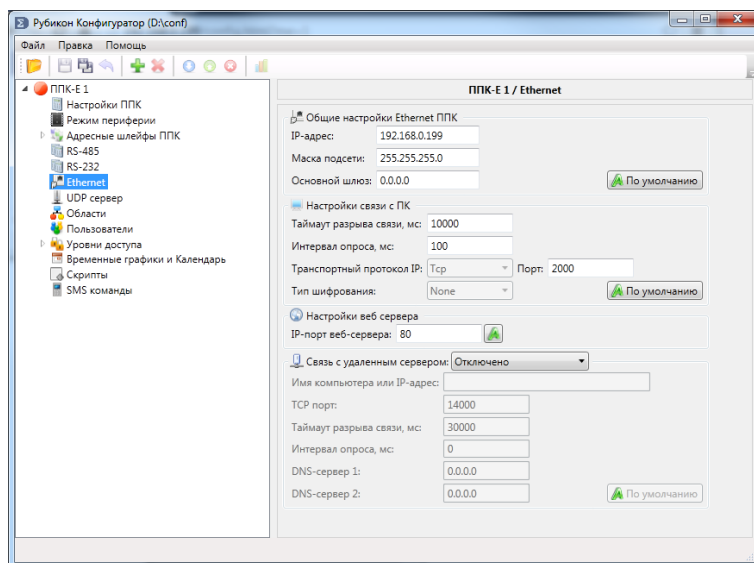 Рубикон Конфигуратор (D:\conf)
Файл Правка Помощь
ППК-Е 1
Настройки ППК
Режим периферии
Адресные шлейфы ППК
RS-485
RS-232
Ethernet
UDP сервер
Области
Пользователи
Уровни доступа
Временные графики и Календарь
Скрипты
SMS команды
ППК-Е 1 / Ethernet
Общие настройки Ethernet ППК
IP-адрес: 192.168.0.199
Маска подсети: 255.255.255.0
Основной шлюз: 0.0.0.0 По умолчанию
Настройки связи с ПК
Таймаут разрыва связи, мс: 10000
Интервал опроса, мс: 100
Транспортный протокол IP: Tcp Порт: 2000
Тип шифрования: None По умолчанию
Настройки веб сервера
IP-порт веб-сервера: 80
Связь с удаленным сервером: Отключено
Имя компьютера или IP-адрес:
TCP порт: 14000
Таймаут разрыва связи, мс: 30000
Интервал опроса, мс: 0
DNS-сервер 1: 0.0.0.0
DNS-сервер 2: 0.0.0.0 По умолчанию